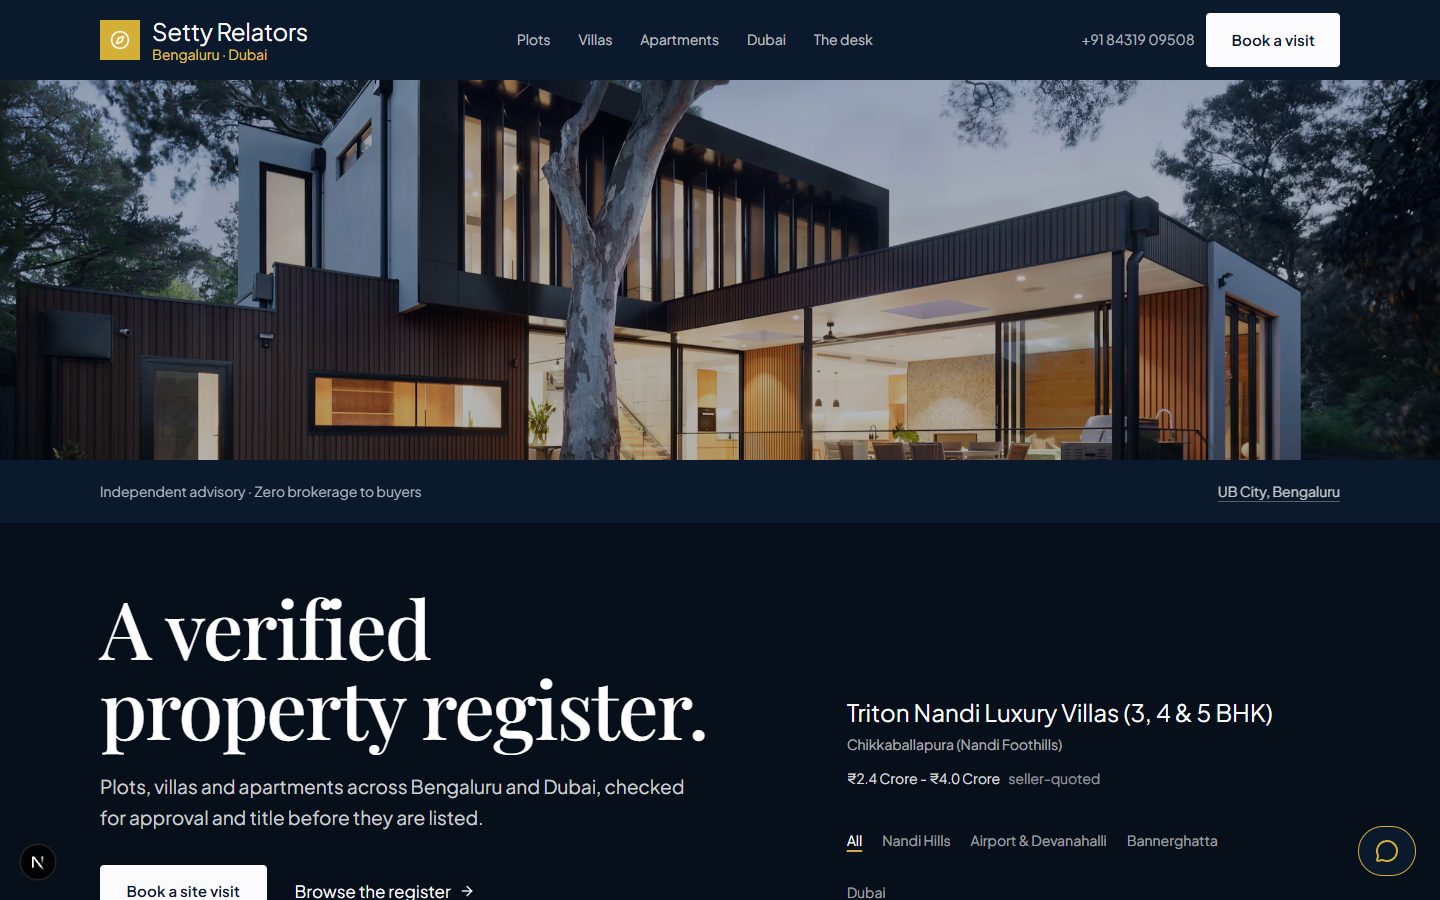 Setty Relators
Bengaluru · Dubai
Plots
Villas
Apartments
Dubai
The desk
+91 84319 09508
Book a visit
Independent advisory · Zero brokerage to buyers
UB City, Bengaluru
A verified
property register.
Plots, villas and apartments across Bengaluru and Dubai, checked
for approval and title before they are listed.
Book a site visit
Browse the register →
Triton Nandi Luxury Villas (3, 4 & 5 BHK)
Chikkaballapura (Nandi Foothills)
₹2.4 Crore - ₹4.0 Crore seller-quoted
All
Nandi Hills
Airport & Devanahalli
Bannerghatta
Dubai
N